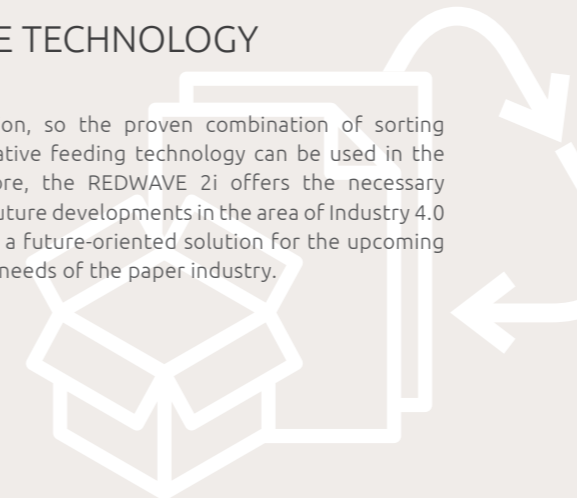 E TECHNOLOGY
on, so the proven combination of sorting
ative feeding technology can be used in the
ore, the REDWAVE 2i offers the necessary
uture developments in the area of Industry 4.0
a future-oriented solution for the upcoming
needs of the paper industry.